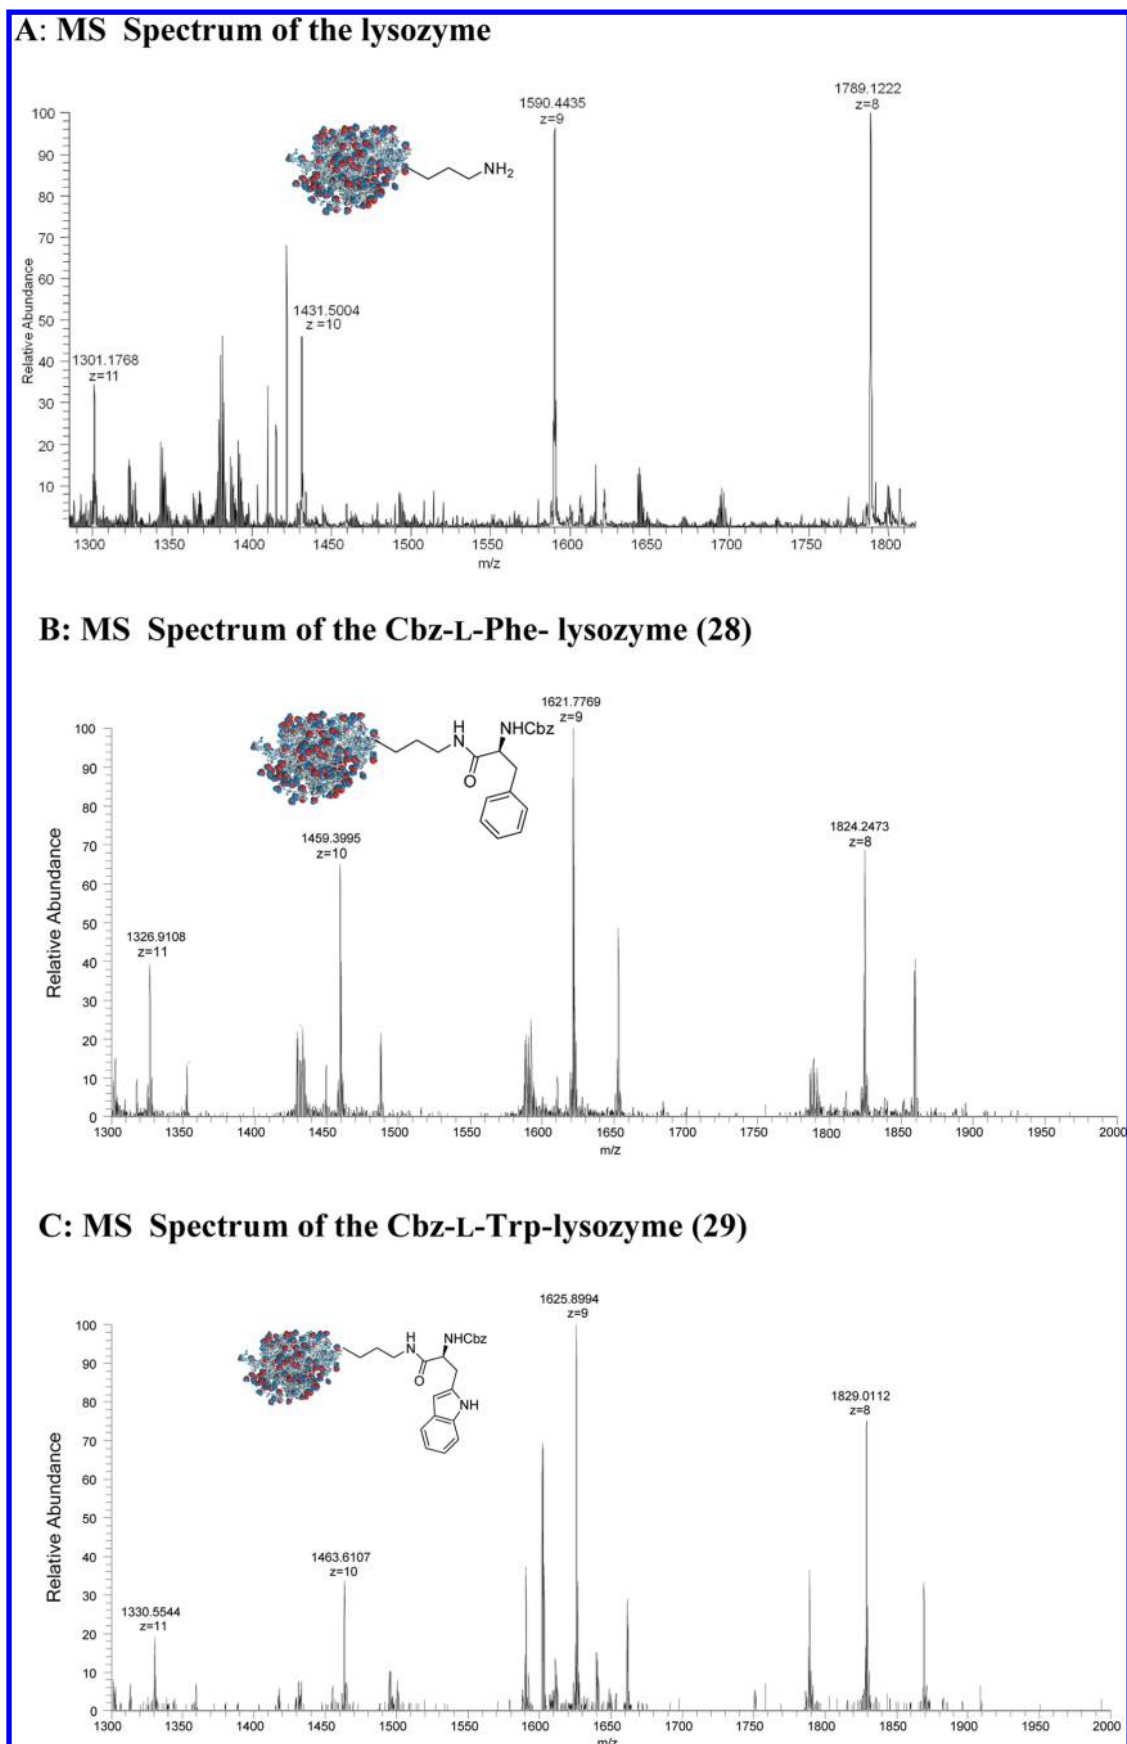 A: MS Spectrum of the lysozyme
1789.1222
z=8
1590.4435
z=9
100
90
80
70
60
50
40
30
20
10
Relative Abundance
NH2
1431.5004
z =10
1301.1768
z=11
1300 1350 1400 1450 1500 1550 1600 1650 1700 1750 1800
m/z
B: MS Spectrum of the Cbz-L-Phe- lysozyme (28)
1621.7769
z=9
100
90
80
70
60
50
40
30
20
10
0
Relative Abundance
H
N
NHCbz
O
1459.3995
z=10
1824.2473
z=8
1326.9108
z=11
1300 1350 1400 1450 1500 1550 1600 1650 1700 1750 1800 1850 1900 1950 2000
m/z
C: MS Spectrum of the Cbz-L-Trp-lysozyme (29)
1625.8994
z=9
100
90
80
70
60
50
40
30
20
10
0
Relative Abundance
H
N
NHCbz
O
NH
1829.0112
z=8
1463.6107
z=10
1330.5544
z=11
1300 1350 1400 1450 1500 1550 1600 1650 1700 1750 1800 1850 1900 1950 2000
m/z